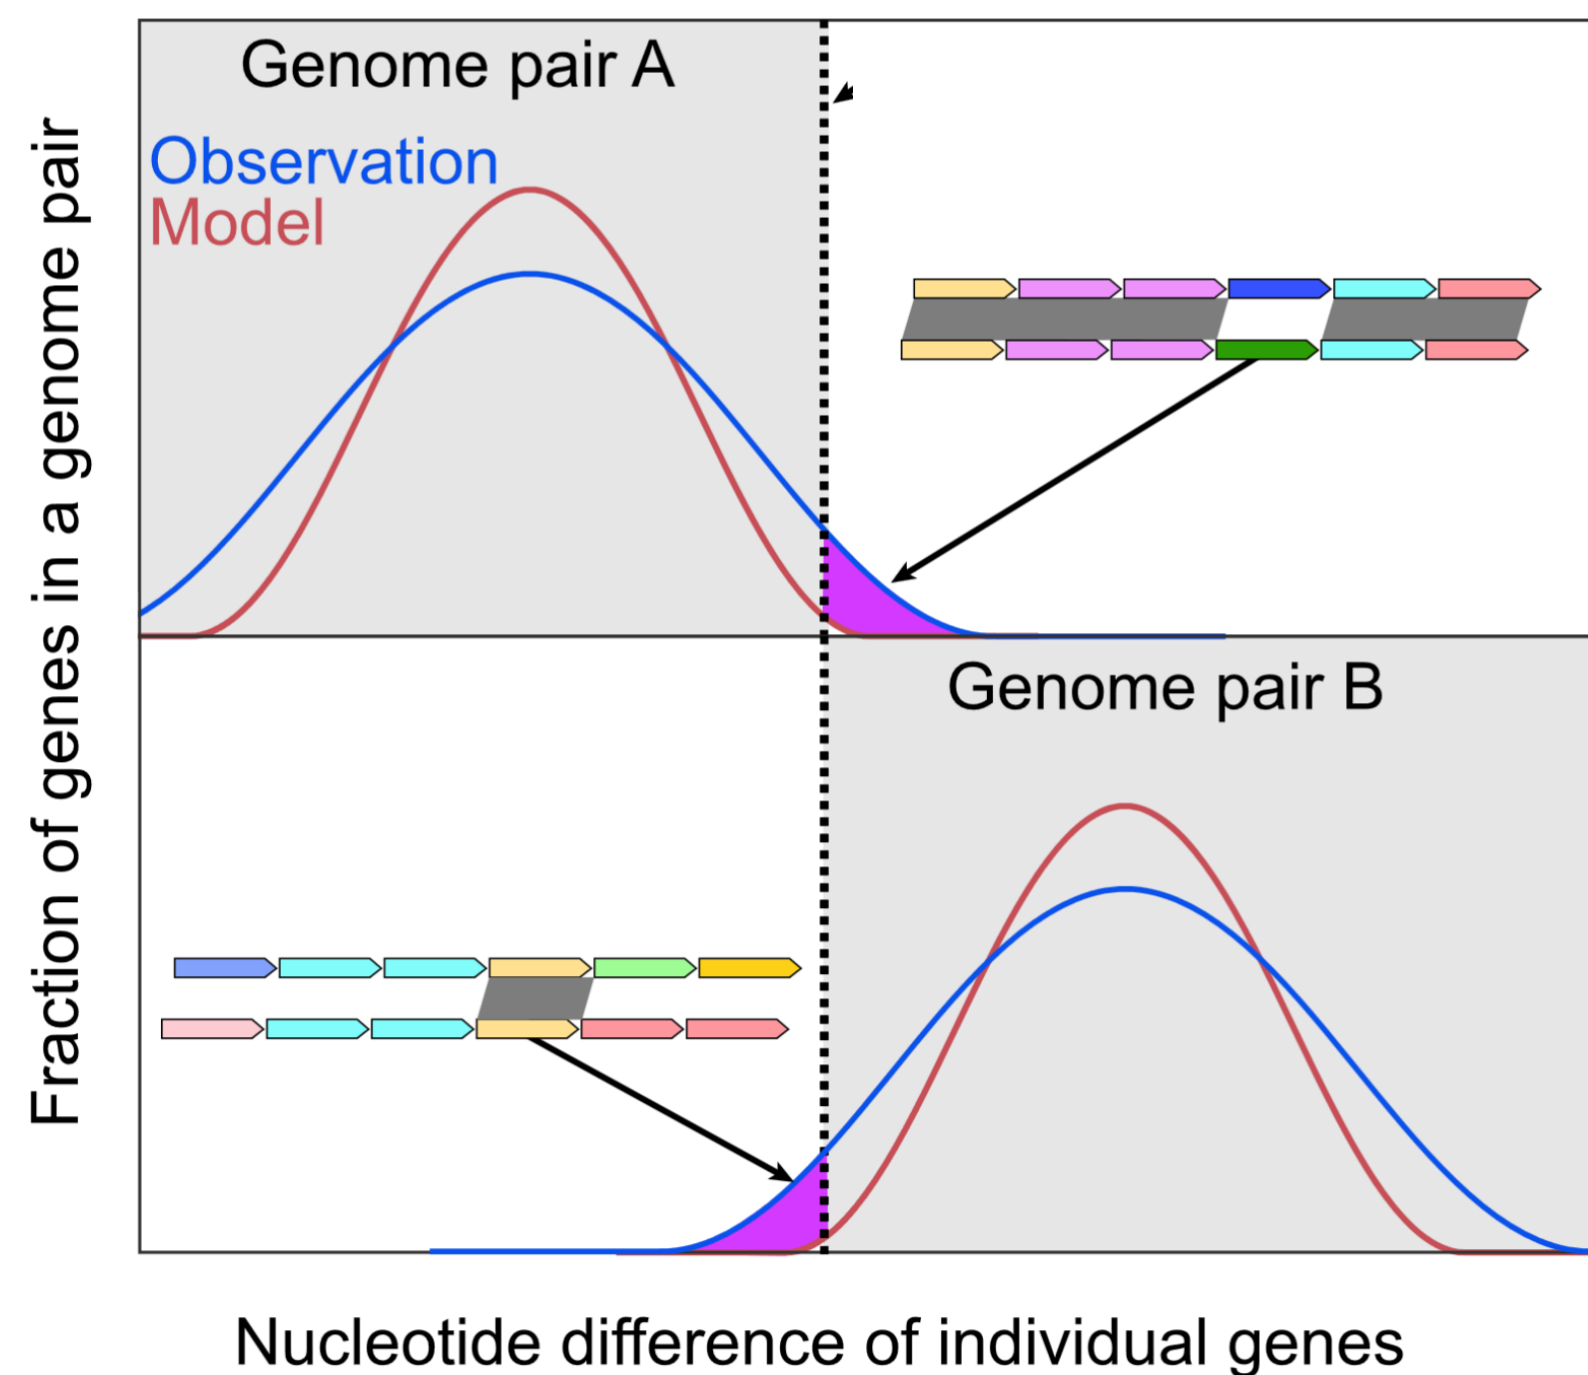 Genome pair A
Observation
Model
Genome pair B
Fraction of genes in a genome pair
Nucleotide difference of individual genes